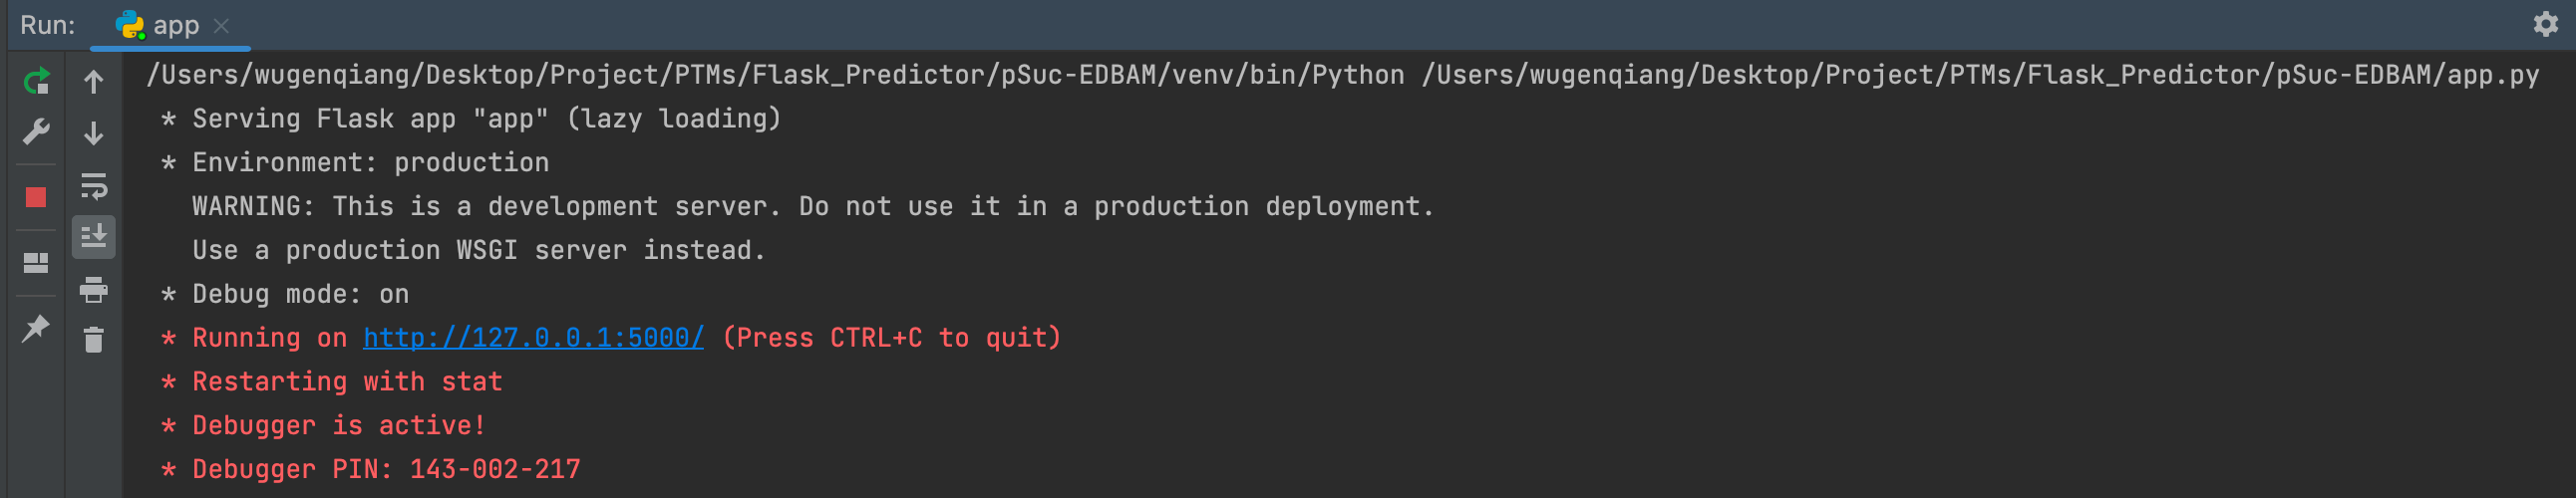 Run: app
/Users/wugenqiang/Desktop/Project/PTMs/Flask_Predictor/pSuc-EDBAM/venv/bin/Python /Users/wugenqiang/Desktop/Project/PTMs/Flask_Predictor/pSuc-EDBAM/app.py
* Serving Flask app "app" (lazy loading)
* Environment: production
WARNING: This is a development server. Do not use it in a production deployment.
Use a production WSGI server instead.
* Debug mode: on
* Running on http://127.0.0.1:5000/ (Press CTRL+C to quit)
* Restarting with stat
* Debugger is active!
* Debugger PIN: 143-002-217